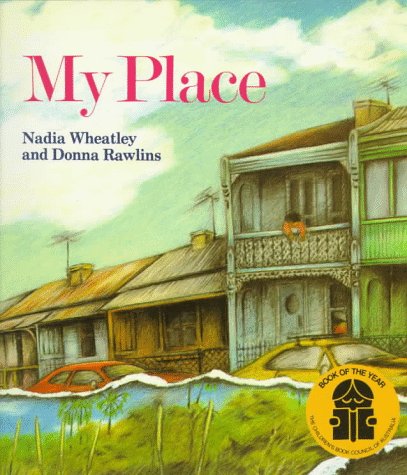 My Place
Nadia Wheatley
and Donna Rawlins
BOOK OF THE YEAR
THE CHILDREN'S BOOK COUNCIL OF AUSTRALIA